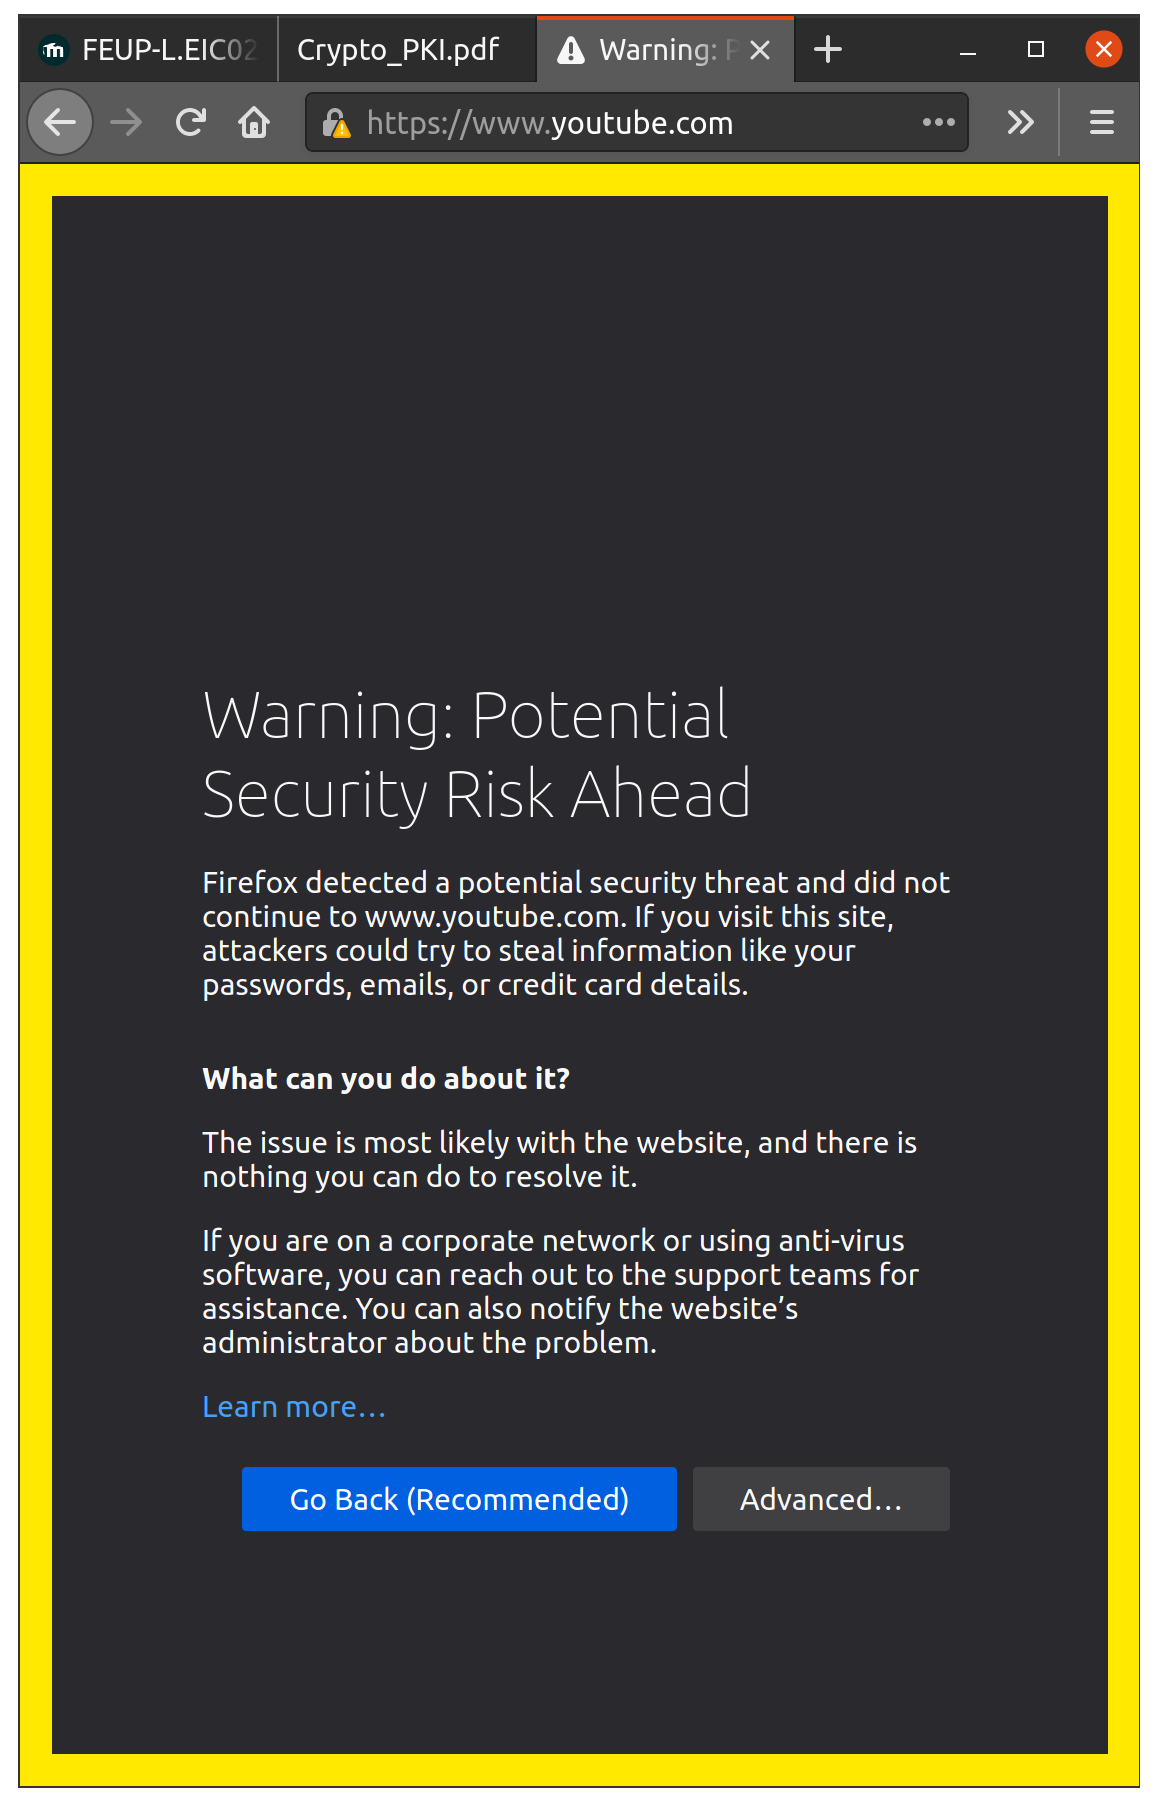 FEUP-L.EIC02 Crypto_PKI.pdf Warning: P
https://www.youtube.com
Warning: Potential
Security Risk Ahead
Firefox detected a potential security threat and did not
continue to www.youtube.com. If you visit this site,
attackers could try to steal information like your
passwords, emails, or credit card details.
What can you do about it?
The issue is most likely with the website, and there is
nothing you can do to resolve it.
If you are on a corporate network or using anti-virus
software, you can reach out to the support teams for
assistance. You can also notify the website’s
administrator about the problem.
Learn more…
Go Back (Recommended) Advanced…